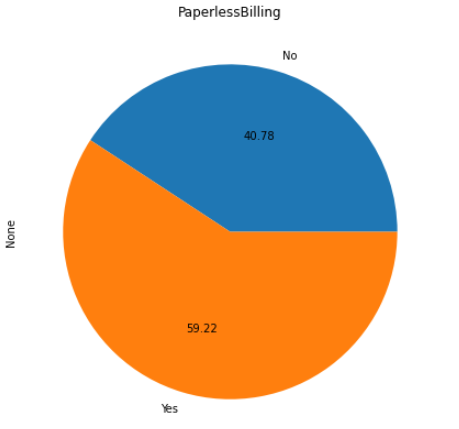 PaperlessBilling
No
40.78
None
59.22
Yes